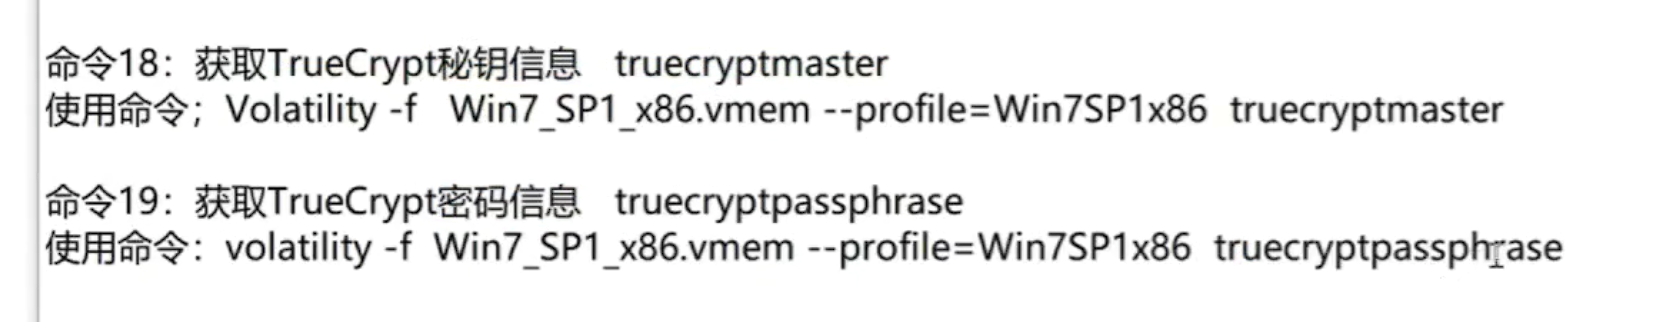 命令18：获取TrueCrypt秘钥信息   truecryptmaster
使用命令；Volatility -f   Win7_SP1_x86.vmem --profile=Win7SP1x86  truecryptmaster
命令19：获取TrueCrypt密码信息   truecryptpassphrase
使用命令：volatility -f  Win7_SP1_x86.vmem --profile=Win7SP1x86  truecryptpassphrase